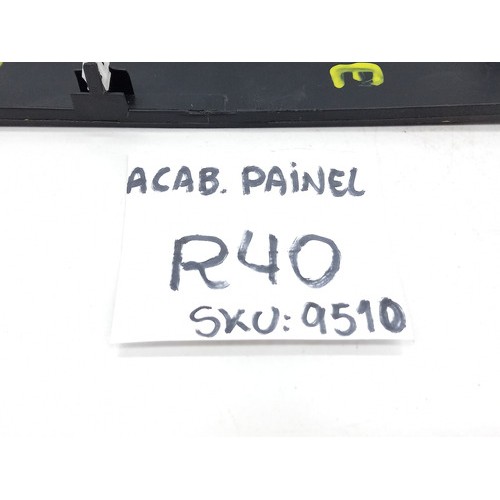 E
ACAB. PAINEL
R40
SKU: 9510